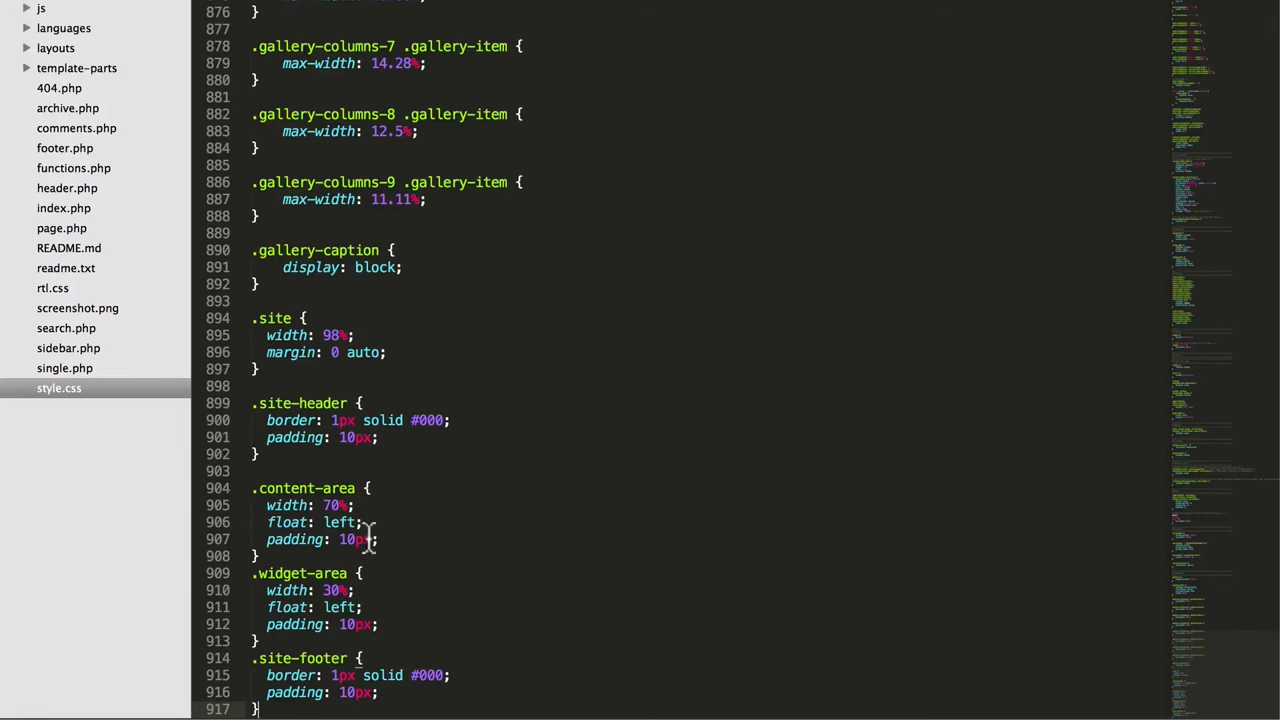 js
languages
layouts
template-parts
404.php
archive.php
comments.php
footer.php
functions.php
header.php
index.php
page.php
README.md
readme.txt
rtl.css
screenshot.png
search.php
sidebar.php
single.php
style.css
876 }
877
878 .gallery-columns-7 .gallery-item {
879 max-width: 14.28%;
880 }
881
882 .gallery-columns-8 .gallery-item {
883 max-width: 12.5%;
884 }
885
886 .gallery-columns-9 .gallery-item {
887 max-width: 11.11%;
888 }
889
890 .gallery-caption {
891 display: block;
892 }
893
894 .site {
895 width: 98%;
896 margin: 0 auto;
897 }
898
899 .site-header {
900 border: 1px solid #000;
901 padding: 10px;
902 }
903
904 .content-area {
905 width: 70%;
906 float: left;
907 padding: 10px;
908 }
909 .widget-area {
910 width: 30%;
911 float: left;
912 padding: 10px;
913 }
914 .site-footer {
915 border: 1px solid #000;
916 padding: 10px;
917 }